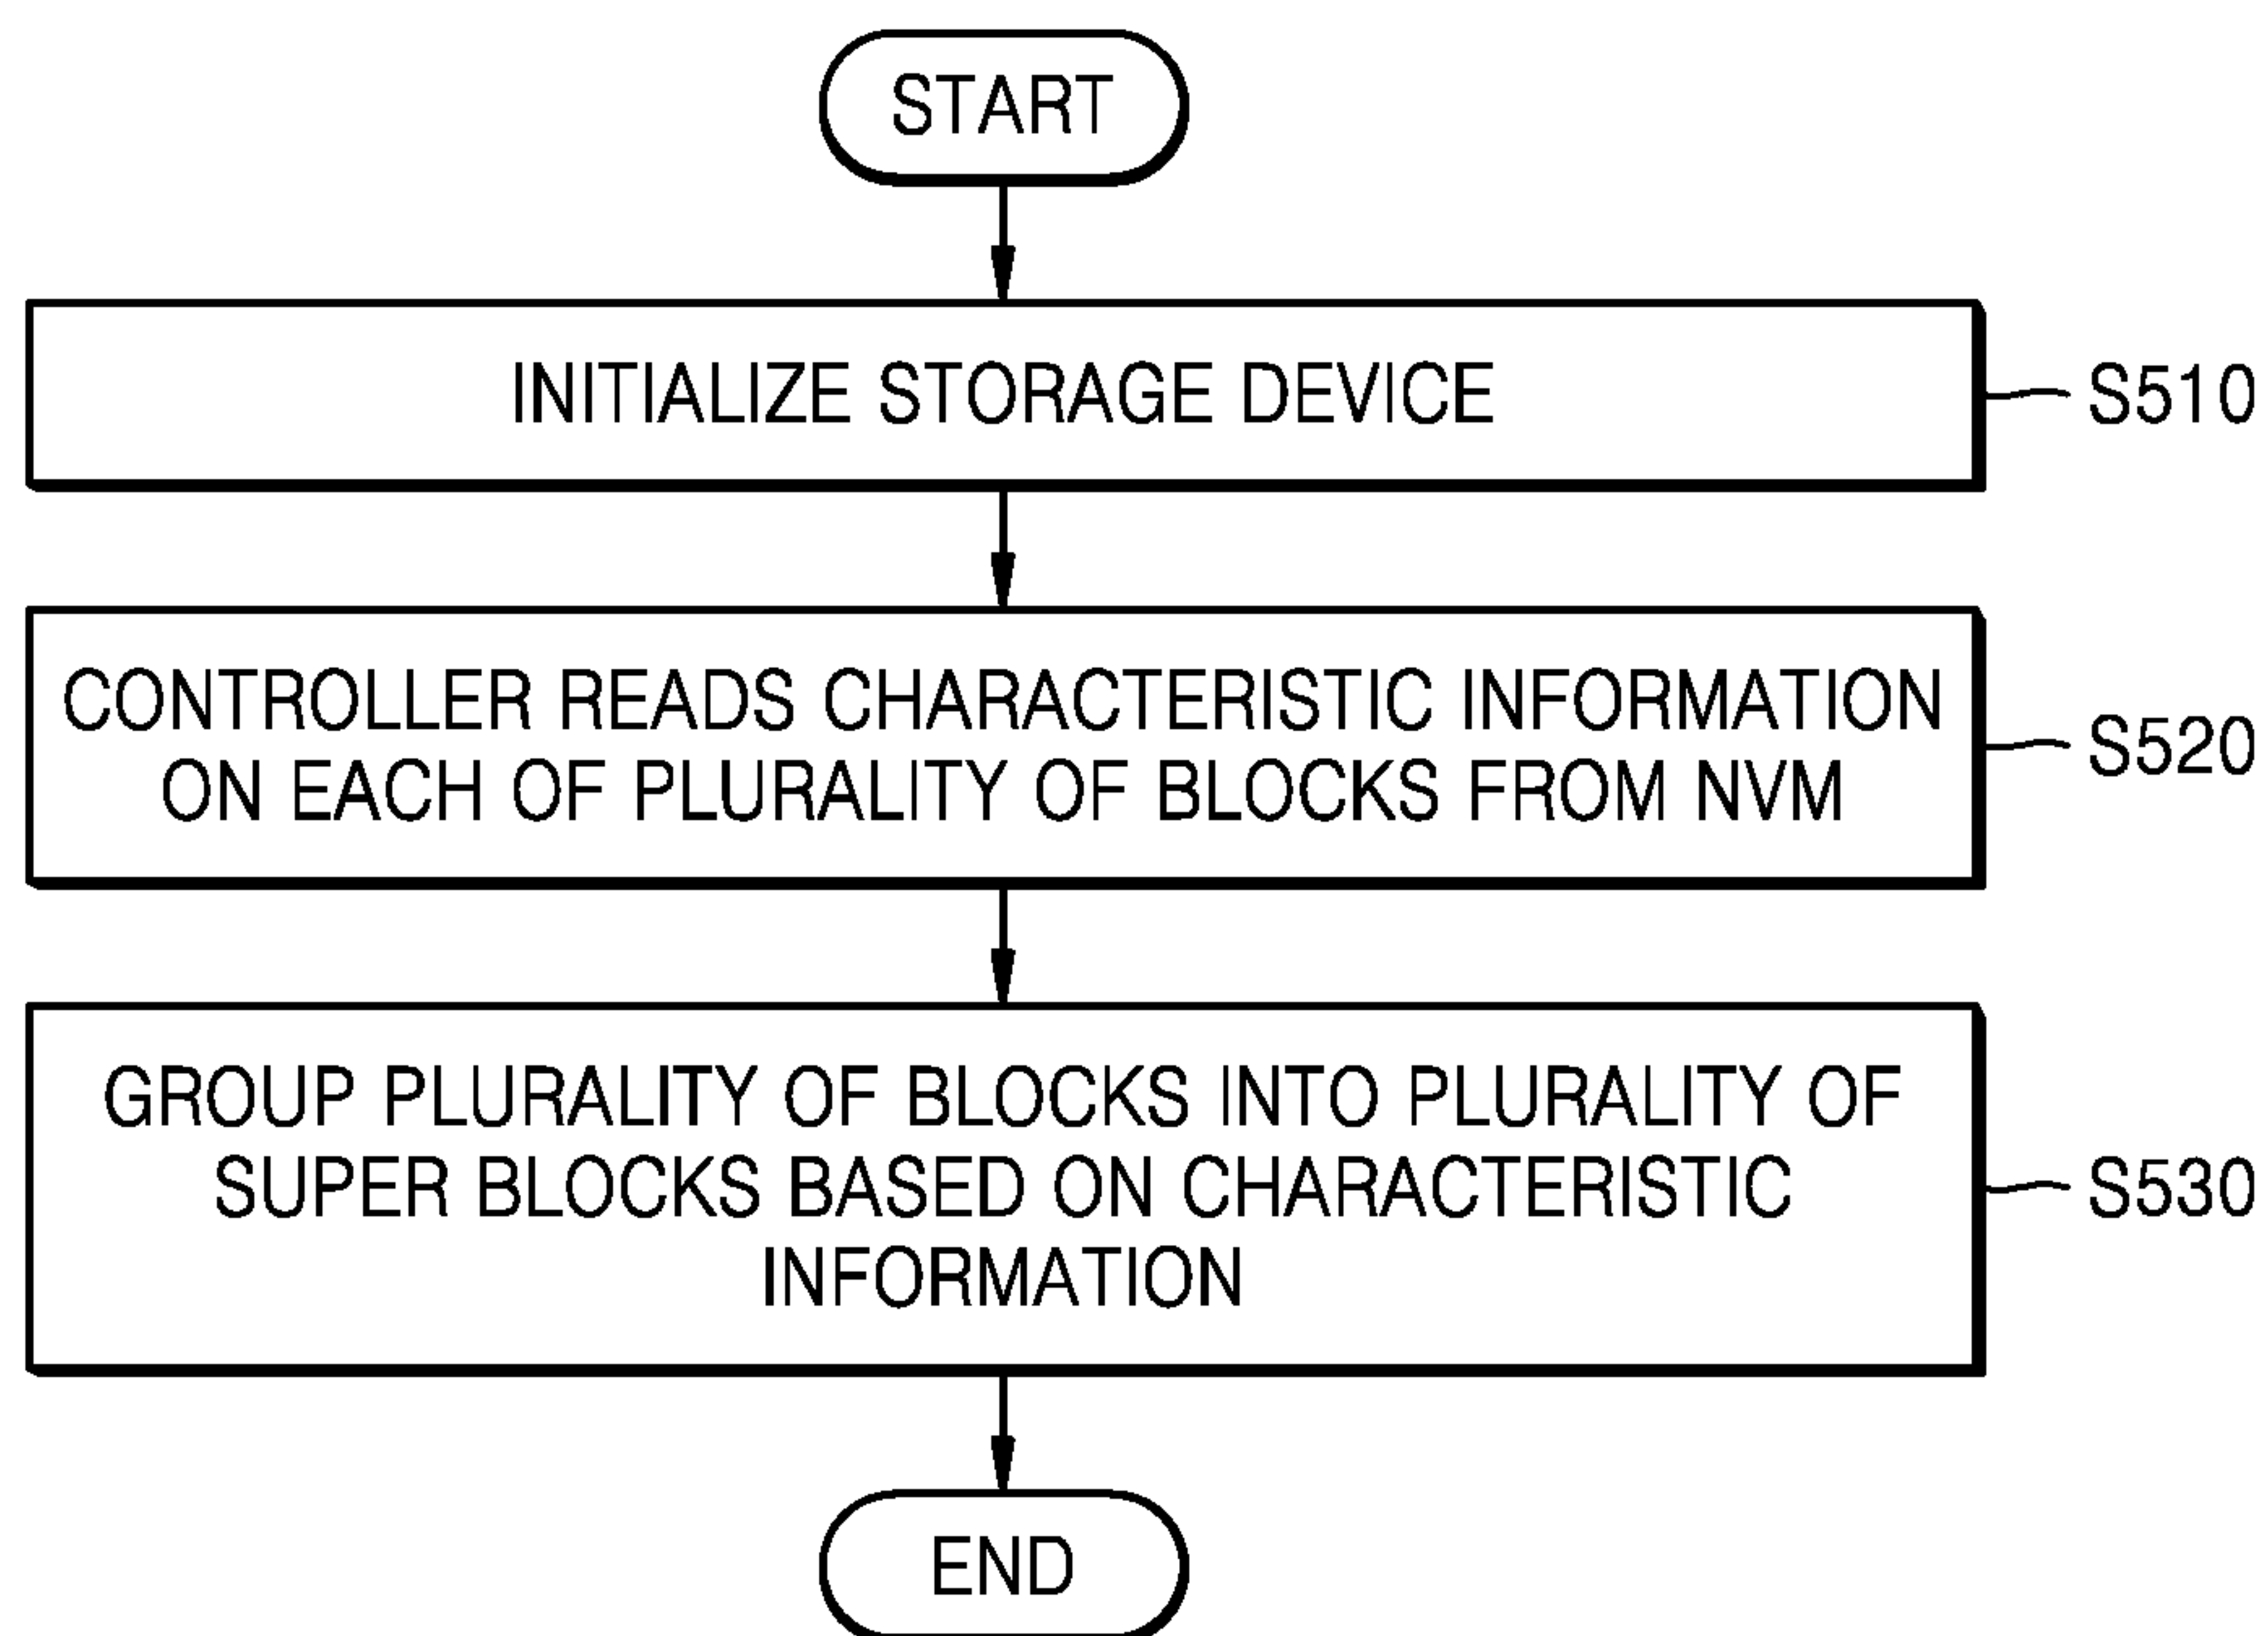 START
INITIALIZE STORAGE DEVICE
S510
CONTROLLER READS CHARACTERISTIC INFORMATION
ON EACH OF PLURALITY OF BLOCKS FROM NVM
S520
GROUP PLURALITY OF BLOCKS INTO PLURALITY OF
SUPER BLOCKS BASED ON CHARACTERISTIC
INFORMATION
S530
END